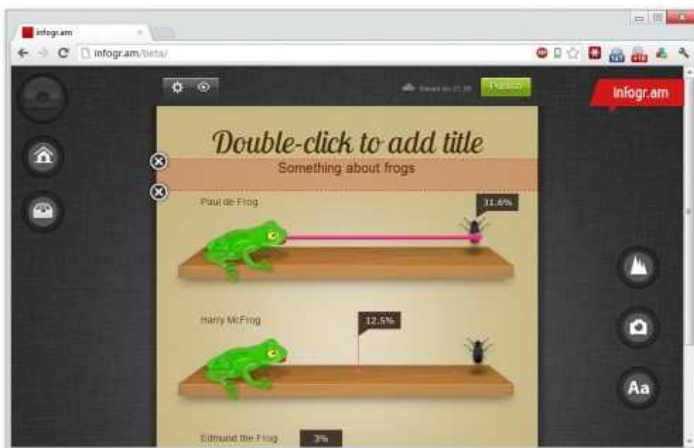 infogr.am
infogr.am/beta/
Publish
infogr.am
Double-click to add title
Something about frogs
Paul de Frog
31.6%
Harry McFrog
12.5%
Aa
Edmund the Frog
3%